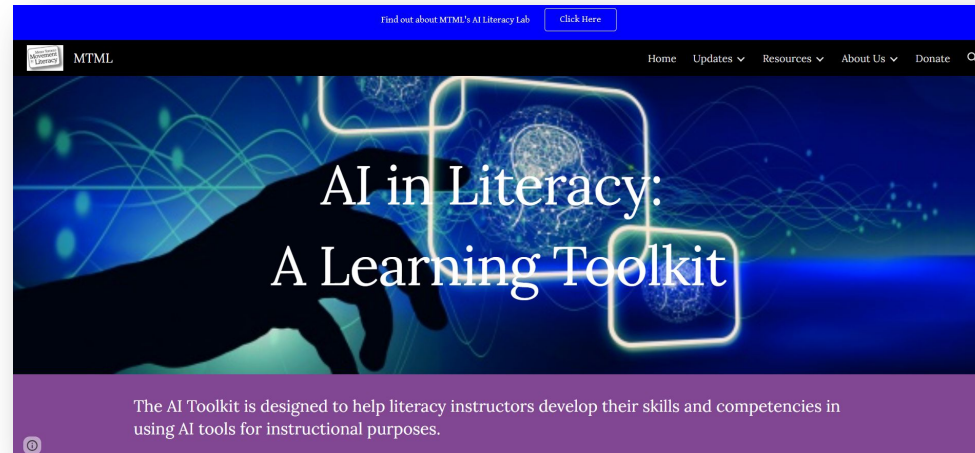 Find out about MTML's AI Literacy Lab
Click Here
Movement
Literacy
MTML
Home Updates Resources About Us Donate
AI in Literacy:
A Learning Toolkit
The AI Toolkit is designed to help literacy instructors develop their skills and competencies in
using AI tools for instructional purposes.